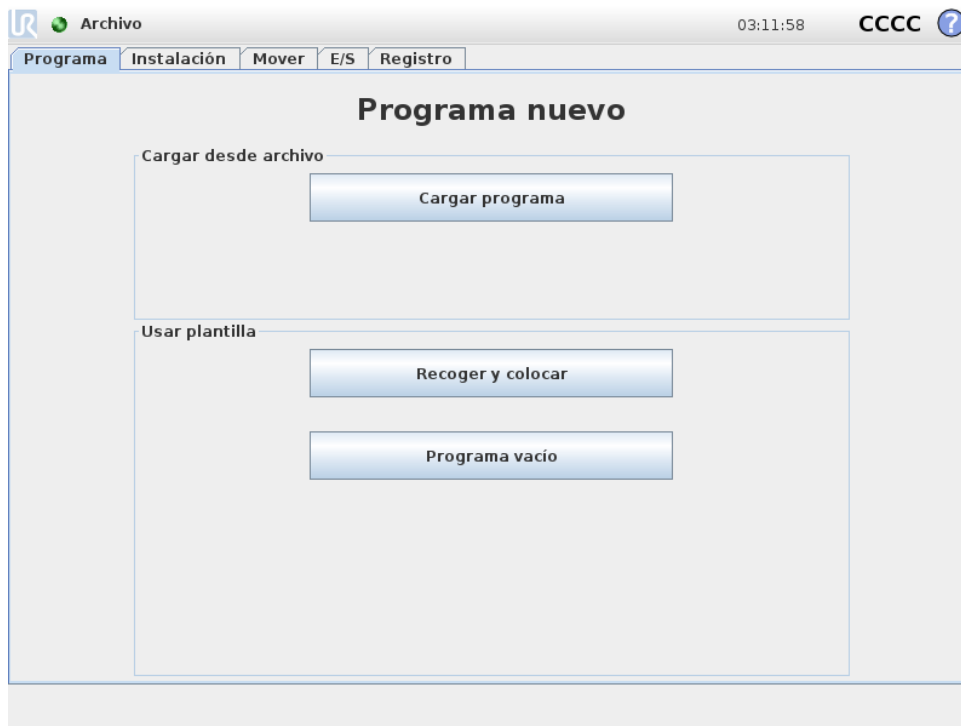 UR Archivo 03:11:58 CCCC ?
Programa Instalación Mover E/S Registro
Programa nuevo
Cargar desde archivo
Cargar programa
Usar plantilla
Recoger y colocar
Programa vacío